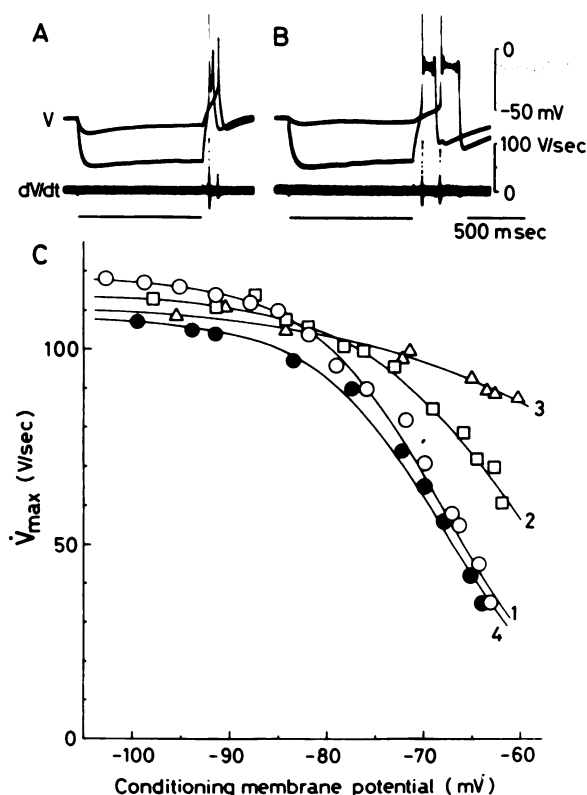 A
B
0
-50 mV
V
100 V/sec
dV/dt
0
500 msec
C
100
50
0
V̇max (V/sec)
3
2
1
4
-100 -90 -80 -70 -60
Conditioning membrane potential (mV)